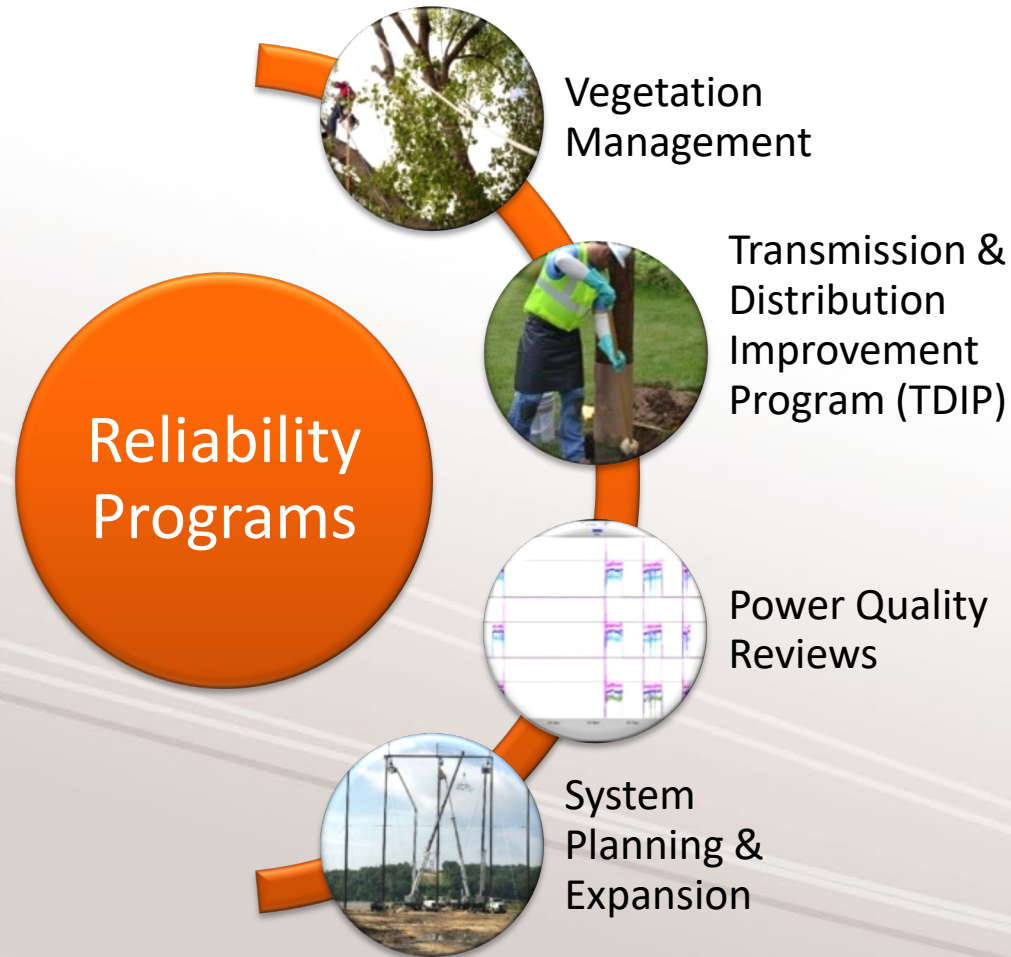 Vegetation
Management
Transmission &
Distribution
Improvement
Program (TDIP)
Reliability
Programs
Power Quality
Reviews
System
Planning &
Expansion